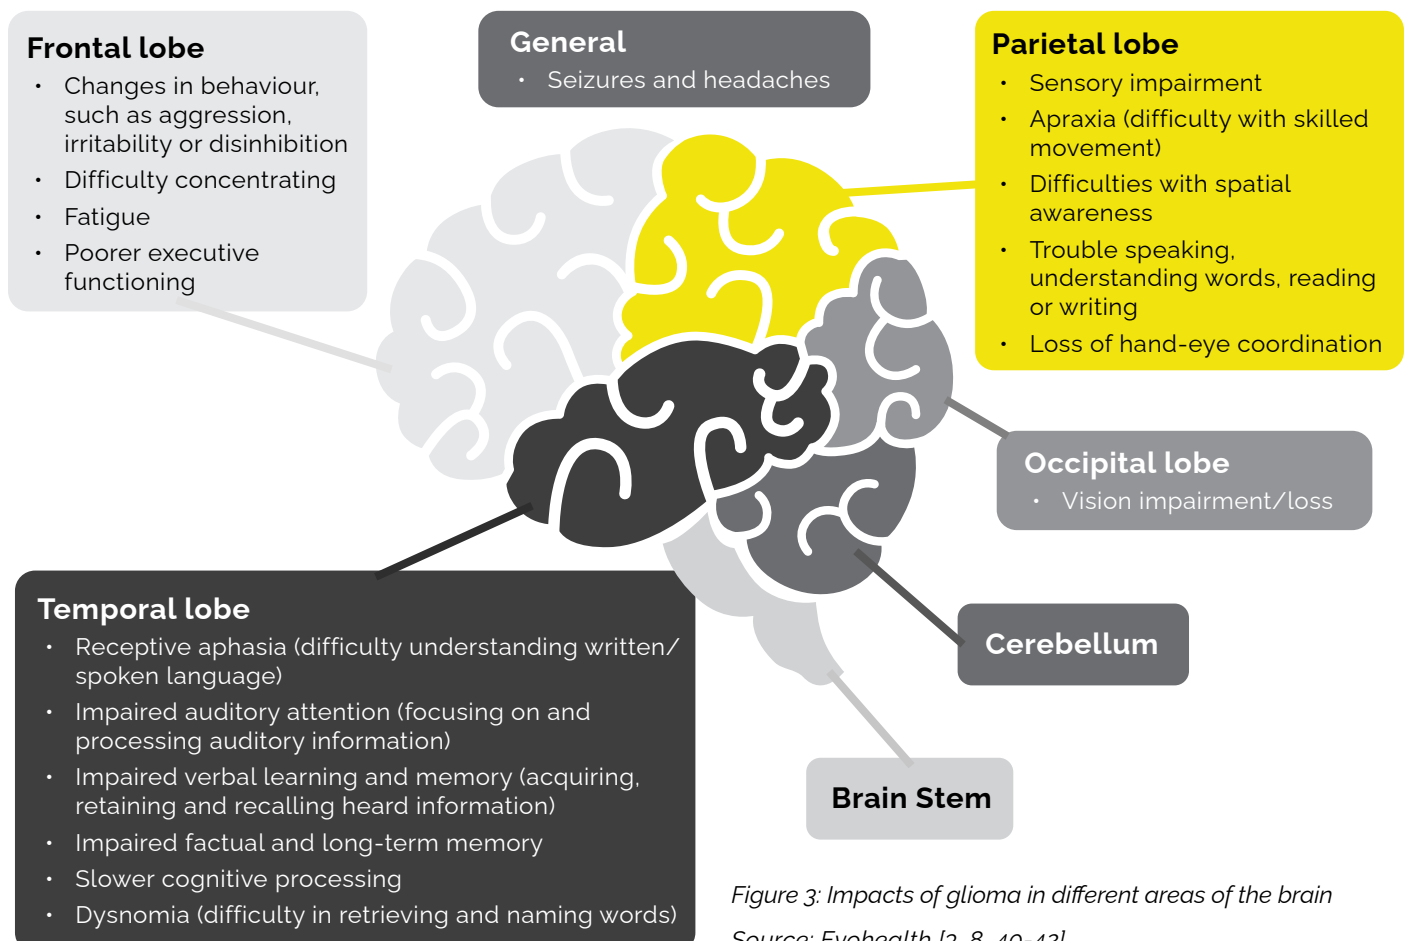 Frontal lobe
• Changes in behaviour,
such as aggression,
irritability or disinhibition
• Difficulty concentrating
• Fatigue
• Poorer executive
functioning
General
• Seizures and headaches
Parietal lobe
• Sensory impairment
• Apraxia (difficulty with skilled
movement)
• Difficulties with spatial
awareness
• Trouble speaking,
understanding words, reading
or writing
• Loss of hand-eye coordination
Occipital lobe
• Vision impairment/loss
Temporal lobe
• Receptive aphasia (difficulty understanding written/
spoken language)
• Impaired auditory attention (focusing on and
processing auditory information)
• Impaired verbal learning and memory (acquiring,
retaining and recalling heard information)
• Impaired factual and long-term memory
• Slower cognitive processing
• Dysnomia (difficulty in retrieving and naming words)
Cerebellum
Brain Stem
Figure 3: Impacts of glioma in different areas of the brain
Source: Evohealth